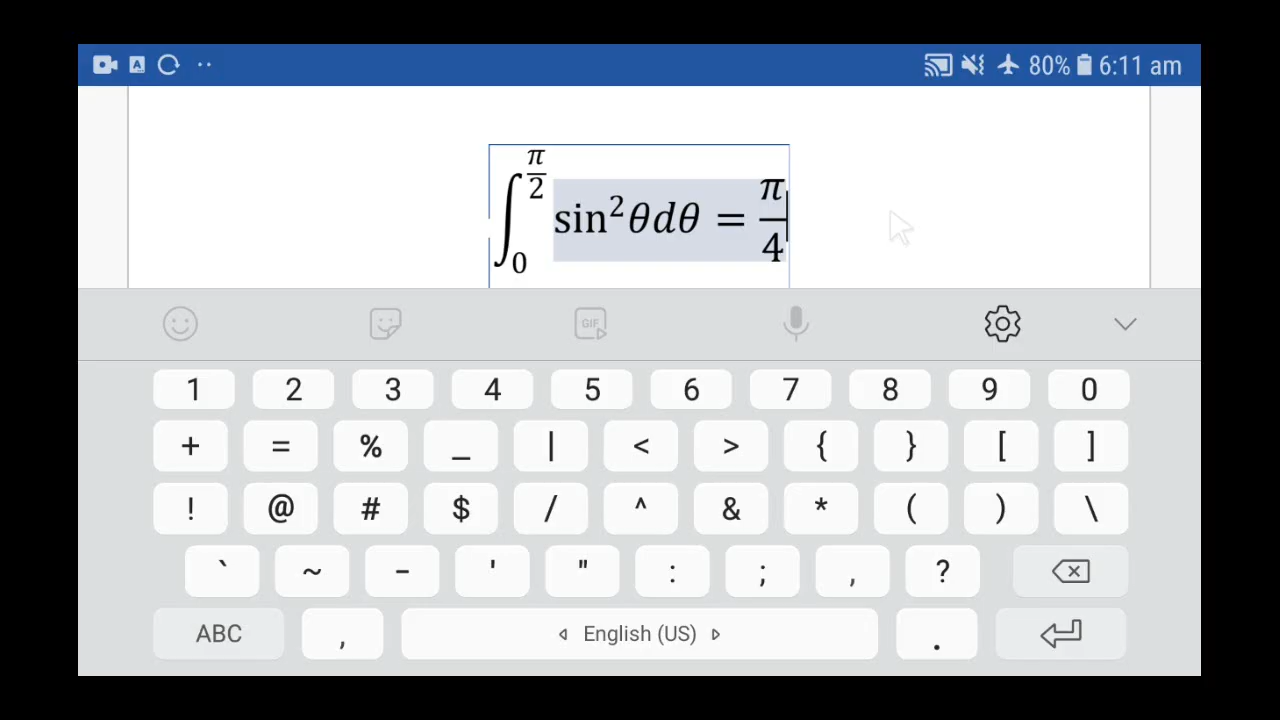 80% 6:11 am
∫₀^(π/2) sin²θdθ = π/4
GIF
1 2 3 4 5 6 7 8 9 0
+ = % _ | < > { } [ ]
! @ # $ / ^ & * ( ) \
` ~ - ' " : ; , ?
ABC , English (US) .